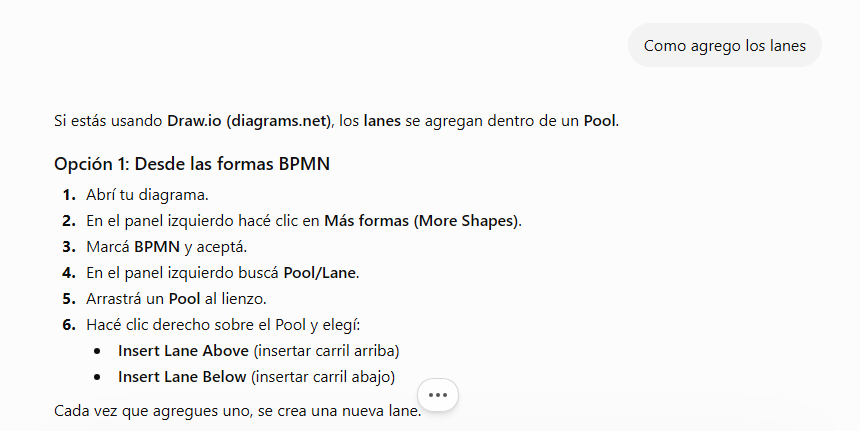 Como agrego los lanes
Si estás usando Draw.io (diagrams.net), los lanes se agregan dentro de un Pool.
Opción 1: Desde las formas BPMN
1. Abrí tu diagrama.
2. En el panel izquierdo hacé clic en Más formas (More Shapes).
3. Marcá BPMN y aceptá.
4. En el panel izquierdo buscá Pool/Lane.
5. Arrastrá un Pool al lienzo.
6. Hacé clic derecho sobre el Pool y elegí:
• Insert Lane Above (insertar carril arriba)
• Insert Lane Below (insertar carril abajo)
Cada vez que agregues uno, se crea una nueva lane.